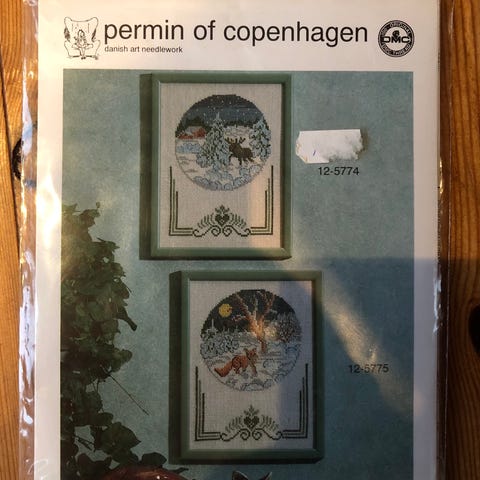 permin of copenhagen
danish art needlework
DMC
12-5774
12-5775